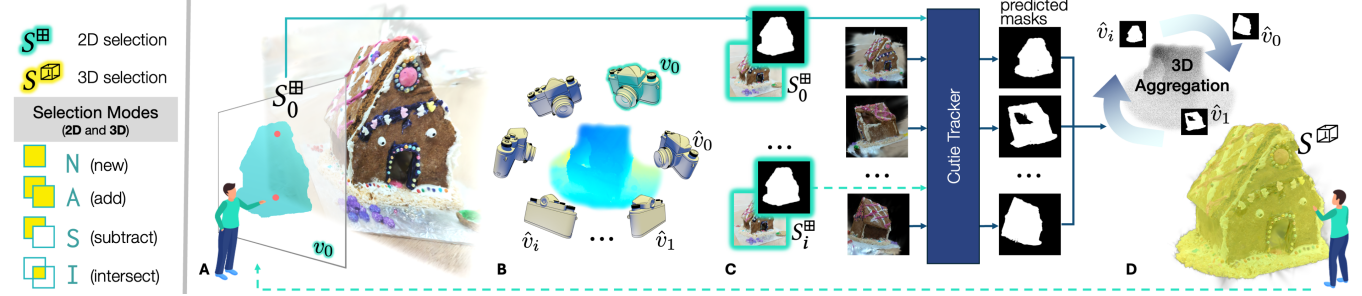 S⊞ 2D selection
S 3D selection
Selection Modes
(2D and 3D)
N (new)
A (add)
S (subtract)
I (intersect)
A
S₀⊞
v₀
B
v₀
v̂₀
v̂ᵢ
...
v̂₁
C
S₀⊞
...
Sᵢ⊞
...
Cutie Tracker
predicted
masks
...
D
v̂ᵢ
v̂₀
3D
Aggregation
v̂₁
S